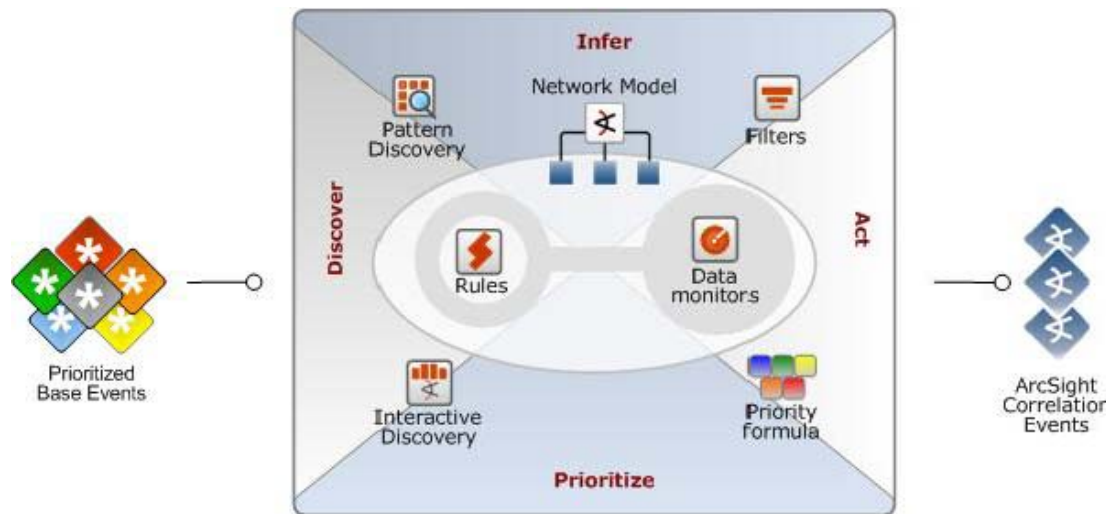 Infer
Network Model
Pattern
Discovery
Filters
Discover
Act
Rules
Data
monitors
Prioritized
Base Events
Interactive
Discovery
Priority
formula
ArcSight
Correlation
Events
Prioritize